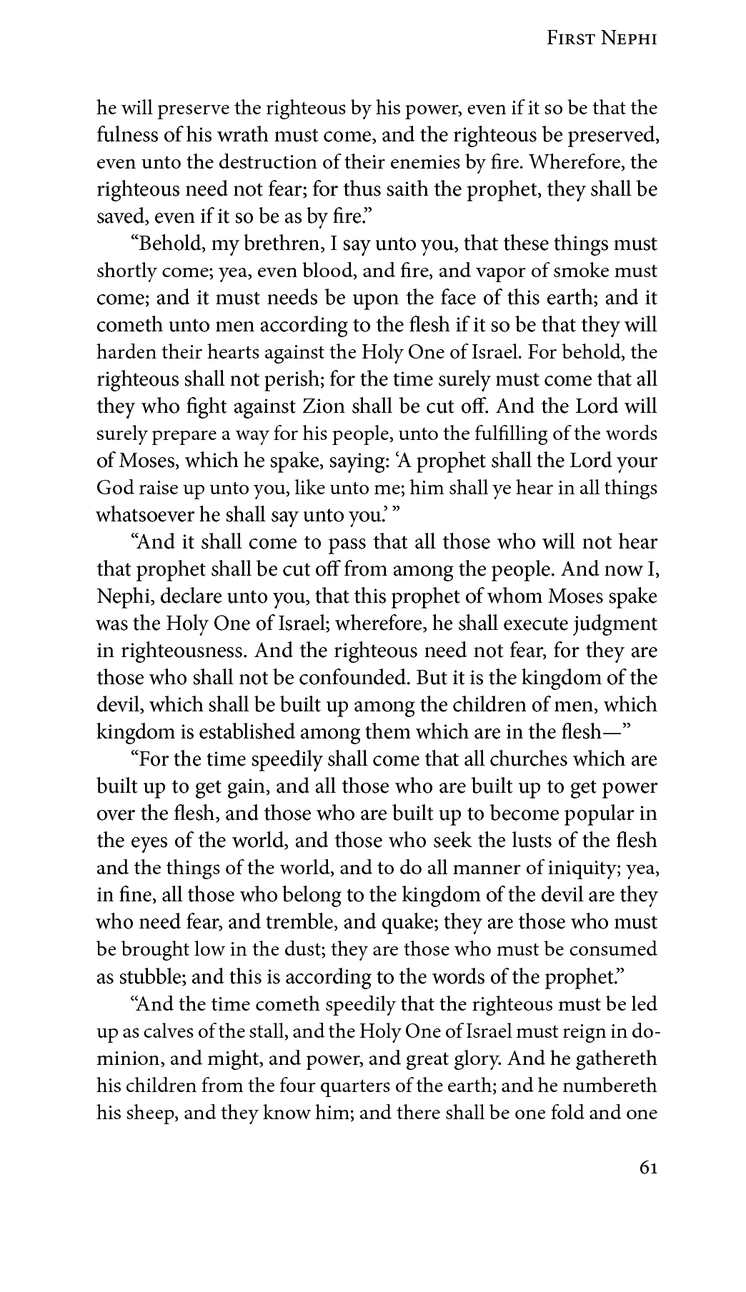 First Nephi
he will preserve the righteous by his power, even if it so be that the
fulness of his wrath must come, and the righteous be preserved,
even unto the destruction of their enemies by fire. Wherefore, the
righteous need not fear; for thus saith the prophet, they shall be
saved, even if it so be as by fire.”
“Behold, my brethren, I say unto you, that these things must
shortly come; yea, even blood, and fire, and vapor of smoke must
come; and it must needs be upon the face of this earth; and it
cometh unto men according to the flesh if it so be that they will
harden their hearts against the Holy One of Israel. For behold, the
righteous shall not perish; for the time surely must come that all
they who fight against Zion shall be cut off. And the Lord will
surely prepare a way for his people, unto the fulfilling of the words
of Moses, which he spake, saying: ‘A prophet shall the Lord your
God raise up unto you, like unto me; him shall ye hear in all things
whatsoever he shall say unto you.’ ”
“And it shall come to pass that all those who will not hear
that prophet shall be cut off from among the people. And now I,
Nephi, declare unto you, that this prophet of whom Moses spake
was the Holy One of Israel; wherefore, he shall execute judgment
in righteousness. And the righteous need not fear, for they are
those who shall not be confounded. But it is the kingdom of the
devil, which shall be built up among the children of men, which
kingdom is established among them which are in the flesh—”
“For the time speedily shall come that all churches which are
built up to get gain, and all those who are built up to get power
over the flesh, and those who are built up to become popular in
the eyes of the world, and those who seek the lusts of the flesh
and the things of the world, and to do all manner of iniquity; yea,
in fine, all those who belong to the kingdom of the devil are they
who need fear, and tremble, and quake; they are those who must
be brought low in the dust; they are those who must be consumed
as stubble; and this is according to the words of the prophet.”
“And the time cometh speedily that the righteous must be led
up as calves of the stall, and the Holy One of Israel must reign in do-
minion, and might, and power, and great glory. And he gathereth
his children from the four quarters of the earth; and he numbereth
his sheep, and they know him; and there shall be one fold and one
61